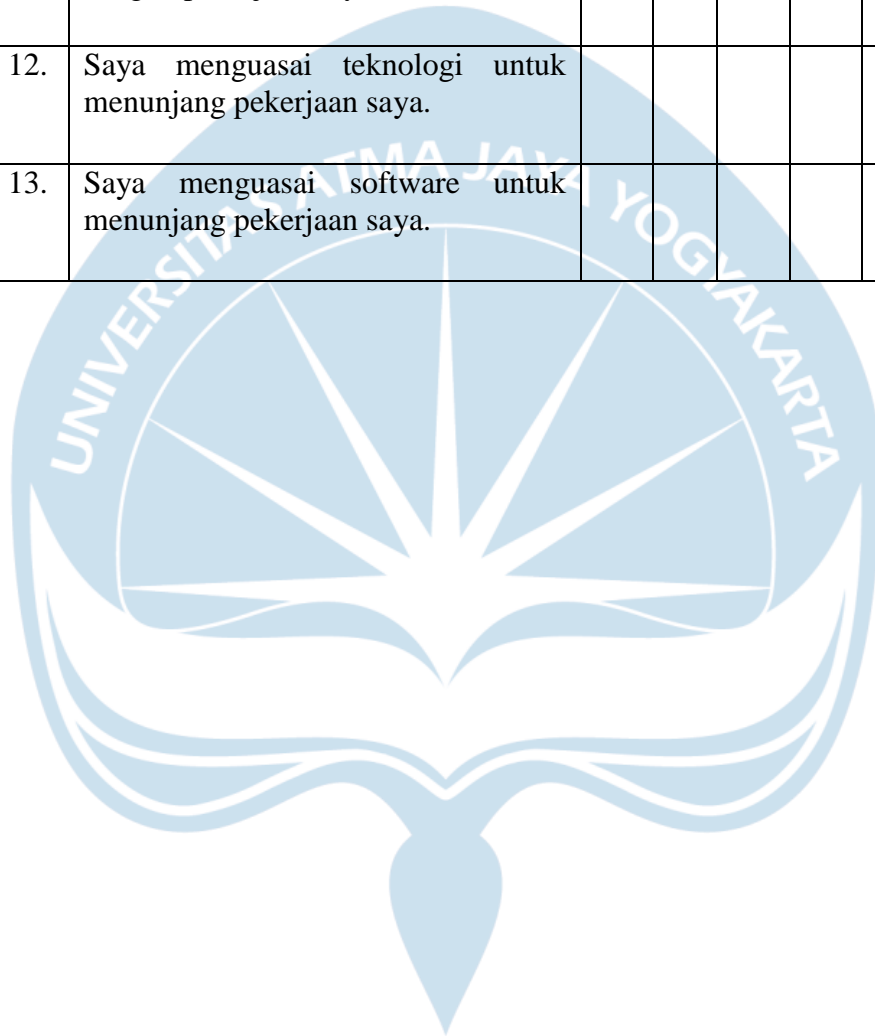 12. Saya menguasai teknologi untuk
menunjang pekerjaan saya.
13. Saya menguasai software untuk
menunjang pekerjaan saya.
UNIVERSITAS ATMA JAYA YOGYAKARTA